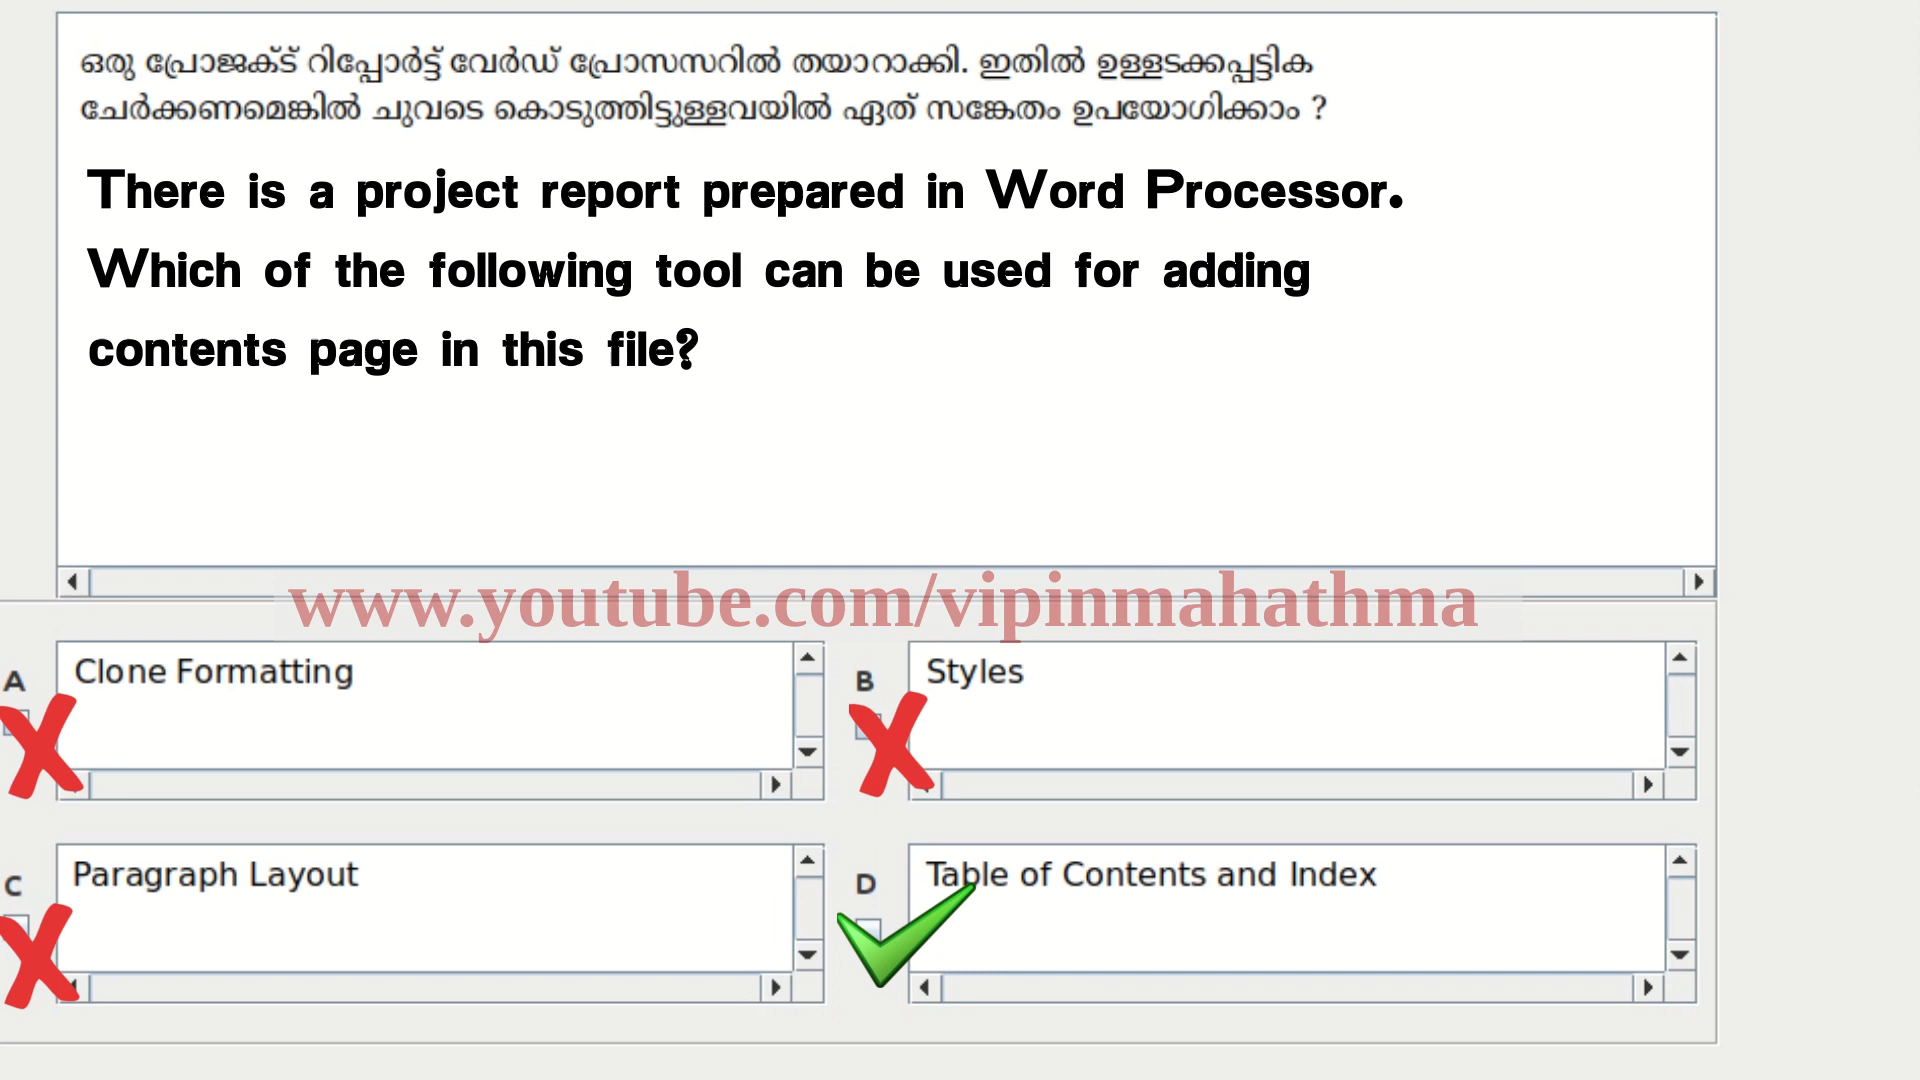 ഒരു പ്രോജക്ട് റിപ്പോർട്ട് വേർഡ് പ്രോസസറിൽ തയാറാക്കി. ഇതിൽ ഉള്ളടക്കപ്പട്ടിക
ചേർക്കണമെങ്കിൽ ചുവടെ കൊടുത്തിട്ടുള്ളവയിൽ ഏത് സങ്കേതം ഉപയോഗിക്കാം ?
There is a project report prepared in Word Processor.
Which of the following tool can be used for adding
contents page in this file?
www.youtube.com/vipinmahathma
A
Clone Formatting
B
Styles
C
Paragraph Layout
D
Table of Contents and Index